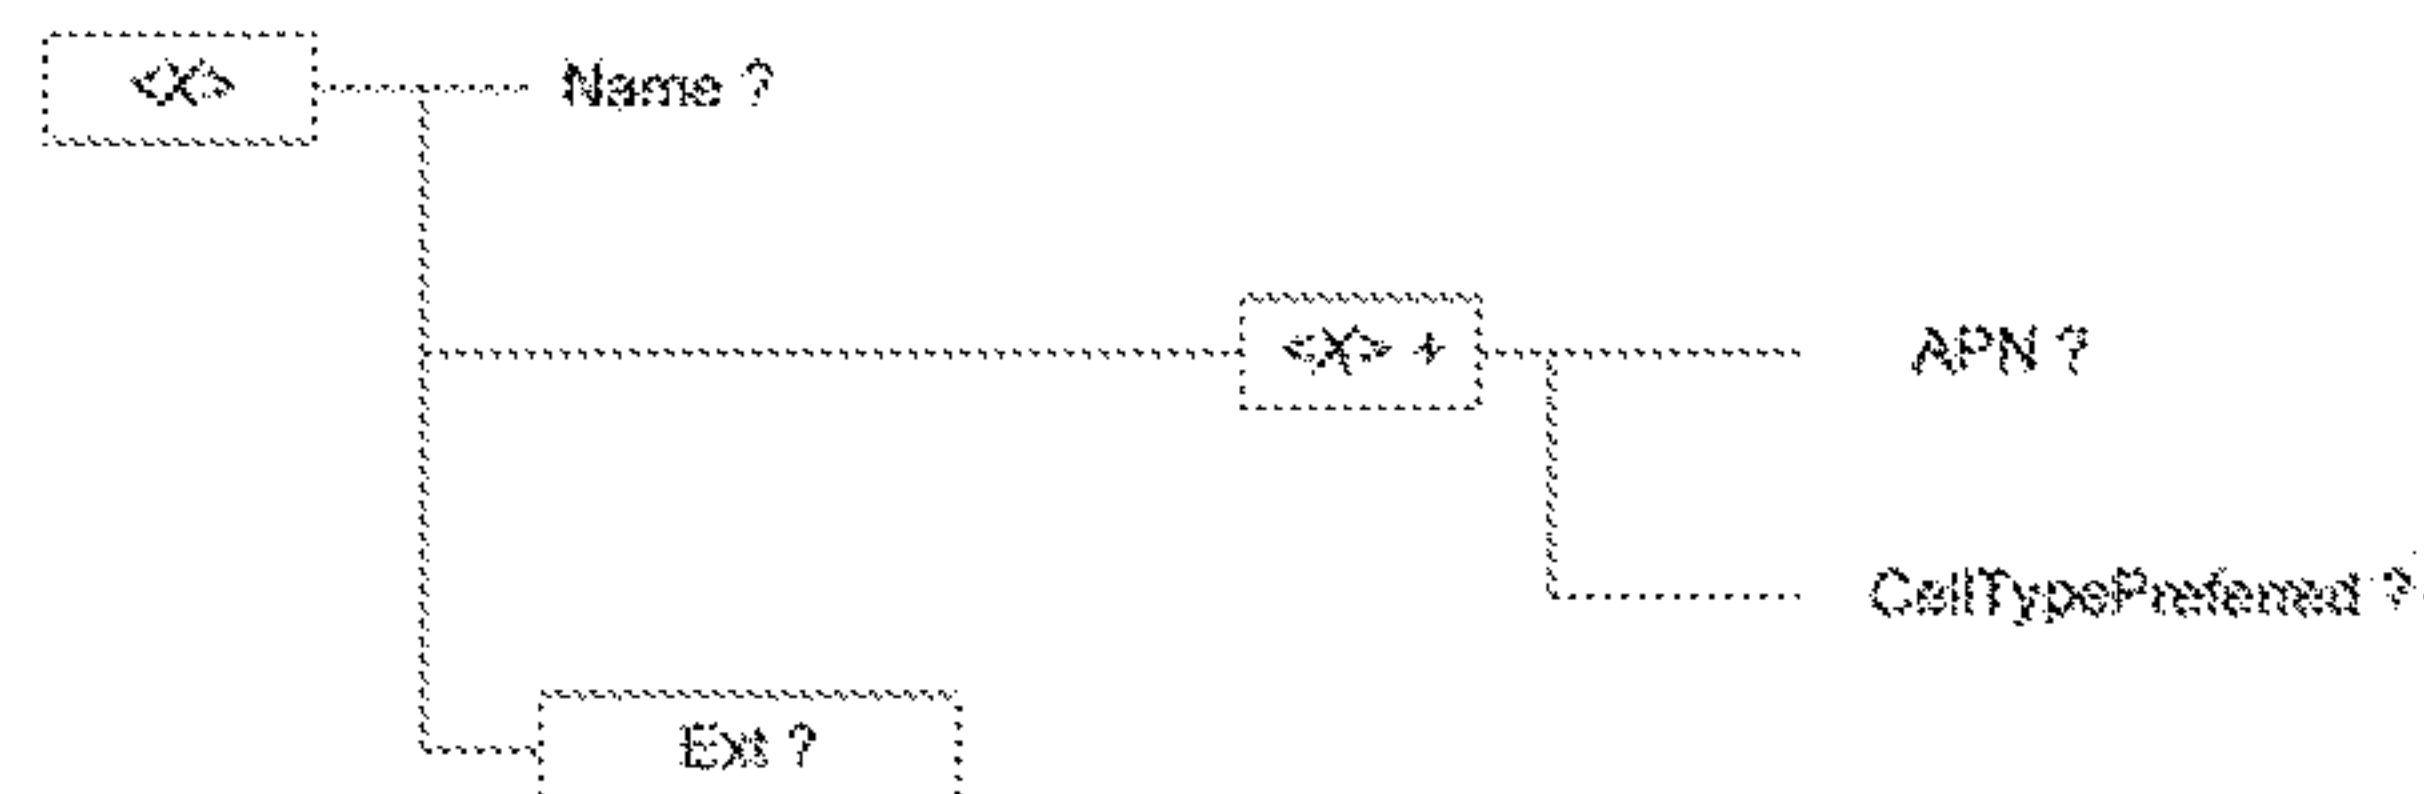 <X>
Name ?
<X> +
APN ?
CellTypePreferred ?
Ext ?